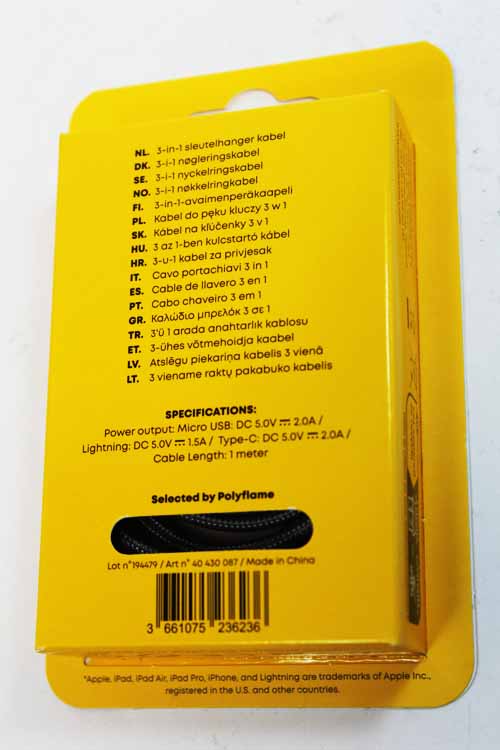 NL. 3-in-1 sleutelhanger kabel
DK. 3-i-1 nøgleringskabel
SE. 3-i-1 nyckelringskabel
NO. 3-i-1 nøkkelringkabel
FI. 3-in-1-avaimenperäkaapeli
PL. Kabel do pęku kluczy 3 w 1
SK. Kábel na kľúčenky 3 v 1
HU. 3 az 1-ben kulcstartó kábel
HR. 3-u-1 kabel za privjesak
IT. Cavo portachiavi 3 in 1
ES. Cable de llavero 3 en 1
PT. Cabo chaveiro 3 em 1
GR. Καλώδιο μπρελόκ 3 σε 1
TR. 3'ü 1 arada anahtarlık kablosu
ET. 3-ühes võtmehoidja kaabel
LV. Atslēgu piekariņa kabelis 3 vienā
LT. 3 viename raktų pakabuko kabelis
SPECIFICATIONS:
Power output: Micro USB: DC 5.0V ⎓ 2.0A /
Lightning: DC 5.0V ⎓ 1.5A / Type-C: DC 5.0V ⎓ 2.0A /
Cable Length: 1 meter
Selected by Polyflame
Lot n°194479 / Art n° 40 430 087 / Made in China
3 661075 236236
*Apple, iPad, iPad Air, iPad Pro, iPhone, and Lightning are trademarks of Apple Inc.,
registered in the U.S. and other countries.